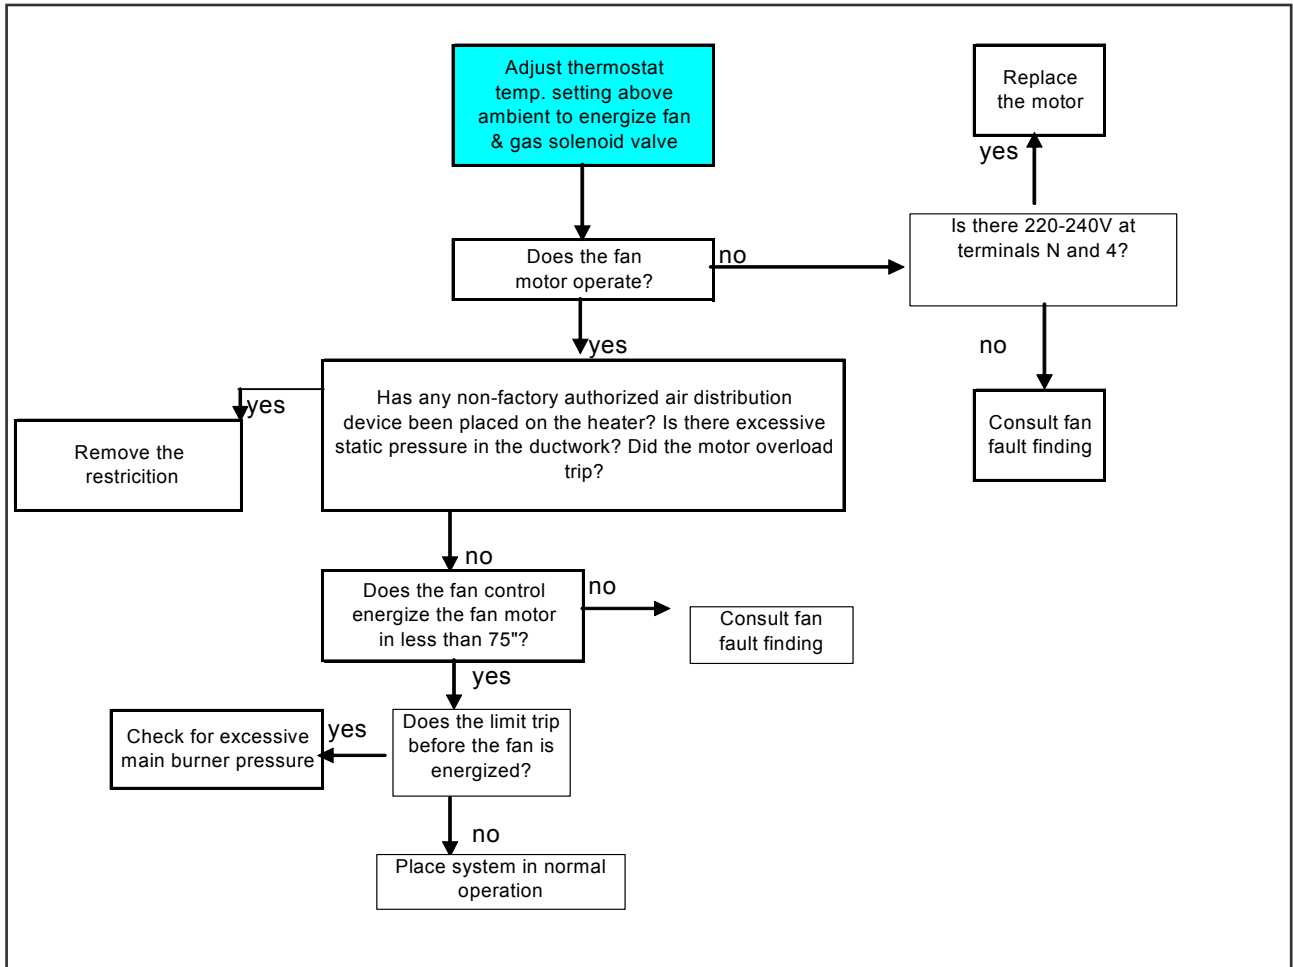 Adjust thermostat
temp. setting above
ambient to energize fan
& gas solenoid valve
Replace
the motor
yes
Is there 220-240V at
terminals N and 4?
Does the fan
motor operate?
no
yes
no
Has any non-factory authorized air distribution
device been placed on the heater? Is there excessive
static pressure in the ductwork? Did the motor overload
trip?
yes
Remove the
restricition
Consult fan
fault finding
no
Does the fan control
energize the fan motor
in less than 75"?
no
Consult fan
fault finding
yes
Does the limit trip
before the fan is
energized?
yes
Check for excessive
main burner pressure
no
Place system in normal
operation